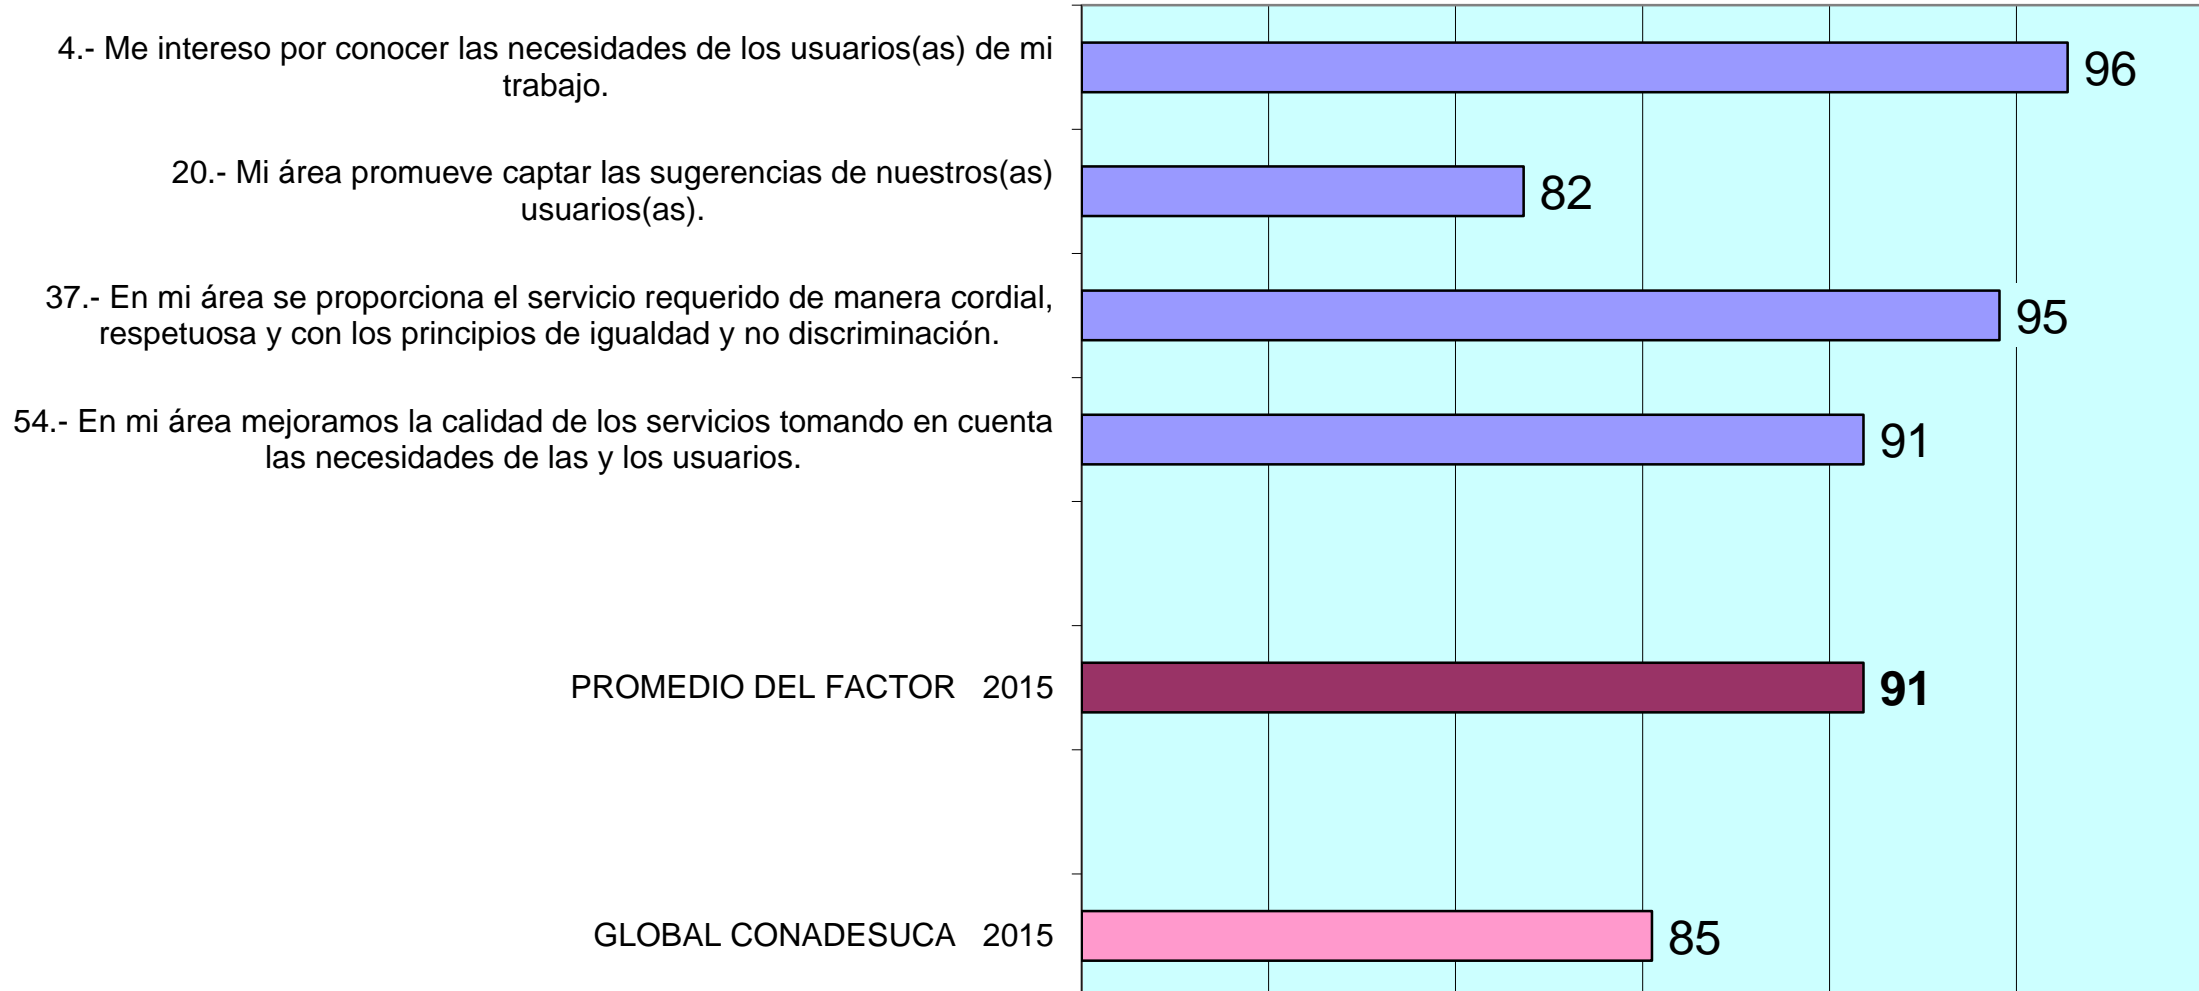 4.- Me intereso por conocer las necesidades de los usuarios(as) de mi
trabajo.
96
20.- Mi área promueve captar las sugerencias de nuestros(as)
usuarios(as).
82
37.- En mi área se proporciona el servicio requerido de manera cordial,
respetuosa y con los principios de igualdad y no discriminación.
95
54.- En mi área mejoramos la calidad de los servicios tomando en cuenta
las necesidades de las y los usuarios.
91
PROMEDIO DEL FACTOR 2015
91
GLOBAL CONADESUCA 2015
85